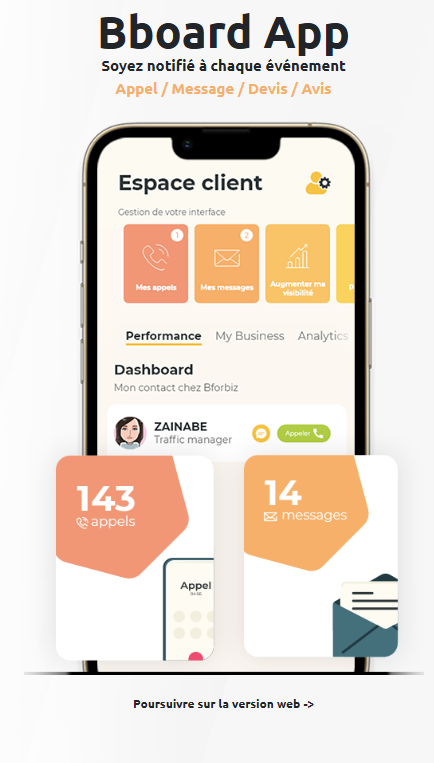 Bboard App
Soyez notifié à chaque événement
Appel / Message / Devis / Avis
Espace client
Gestion de votre interface
1
2
Mes appels
Mes messages
Augmenter ma
visibilité
Performance
My Business
Analytics
Dashboard
Mon contact chez Bforbiz
ZAINABE
Traffic manager
Appeler
143
appels
14
messages
Appel
Poursuivre sur la version web ->